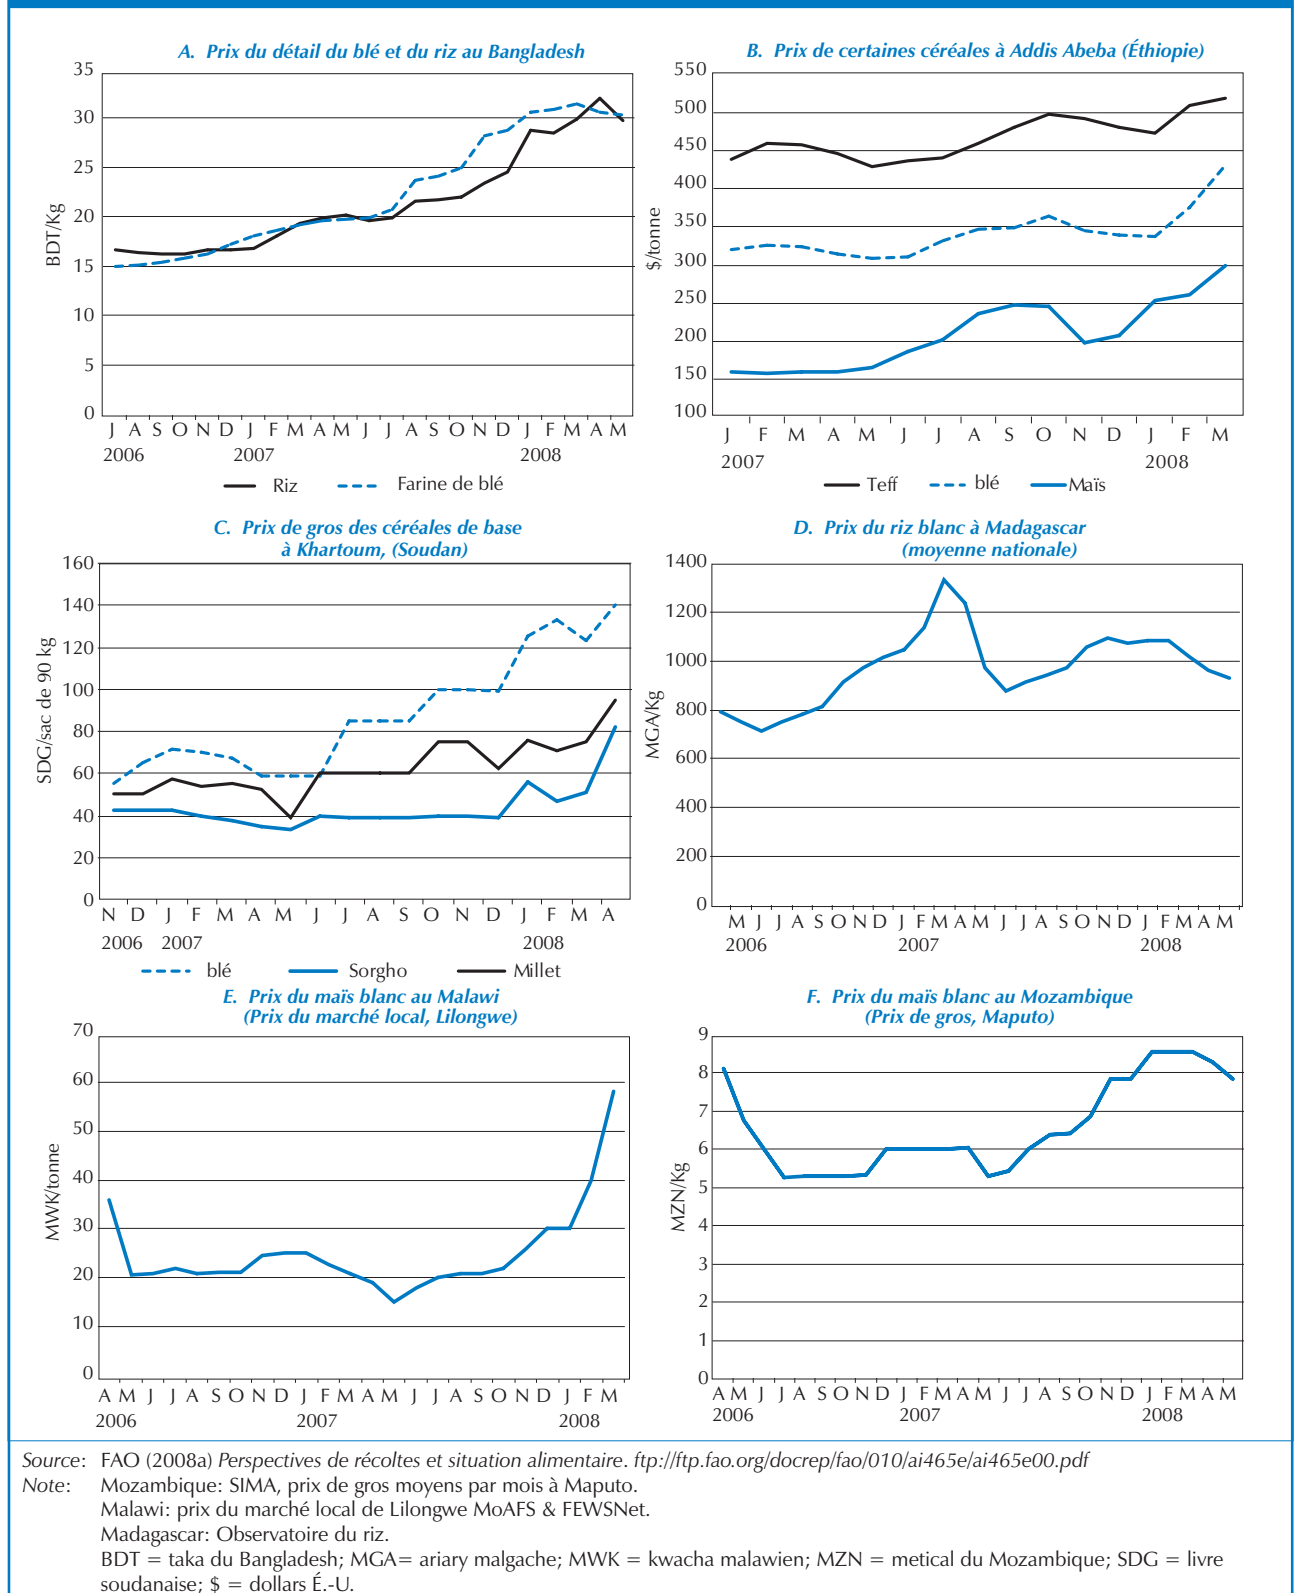 A. Prix du détail du blé et du riz au Bangladesh
35
30
25
20
15
10
5
0
BDT/Kg
J A S O N D J F M A M J J A S O N D J F M A M
2006 2007 2008
Riz Farine de blé
B. Prix de certaines céréales à Addis Abeba (Éthiopie)
550
500
450
400
350
300
250
200
150
100
$/tonne
J F M A M J J A S O N D J F M
2007 2008
Teff blé Maïs
C. Prix de gros des céréales de base
à Khartoum, (Soudan)
160
140
120
100
80
60
40
20
0
SDG/sac de 90 kg
N D J F M A M J J A S O N D J F M A
2006 2007 2008
blé Sorgho Millet
D. Prix du riz blanc à Madagascar
(moyenne nationale)
1400
1200
1000
800
600
400
200
0
MGA/Kg
M J J A S O N D J F M A M J J A S O N D J F M A M
2006 2007 2008
E. Prix du maïs blanc au Malawi
(Prix du marché local, Lilongwe)
70
60
50
40
30
20
10
0
MWK/tonne
A M J J A S O N D J F M A M J J A S O N D J F M
2006 2007 2008
F. Prix du maïs blanc au Mozambique
(Prix de gros, Maputo)
9
8
7
6
5
4
3
2
1
0
MZN/Kg
A M J J A S O N D J F M A M J J A S O N D J F M A M
2006 2007 2008
Source: FAO (2008a) Perspectives de récoltes et situation alimentaire. ftp://ftp.fao.org/docrep/fao/010/ai465e/ai465e00.pdf
Note: Mozambique: SIMA, prix de gros moyens par mois à Maputo.
Malawi: prix du marché local de Lilongwe MoAFS & FEWSNet.
Madagascar: Observatoire du riz.
BDT = taka du Bangladesh; MGA= ariary malgache; MWK = kwacha malawien; MZN = metical du Mozambique; SDG = livre
soudanaise; $ = dollars É.-U.